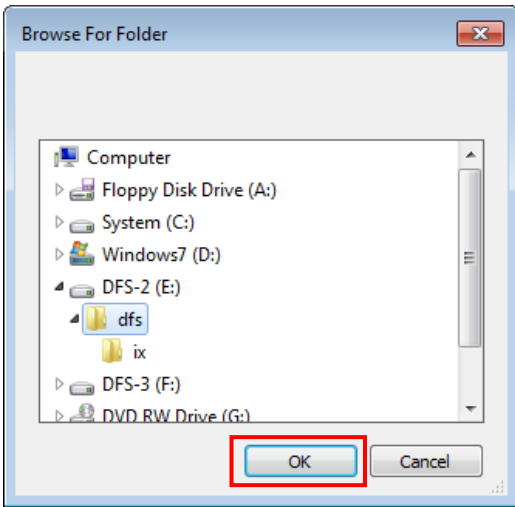 Browse For Folder
Computer
Floppy Disk Drive (A:)
System (C:)
Windows7 (D:)
DFS-2 (E:)
dfs
ix
DFS-3 (F:)
DVD RW Drive (G:)
OK
Cancel